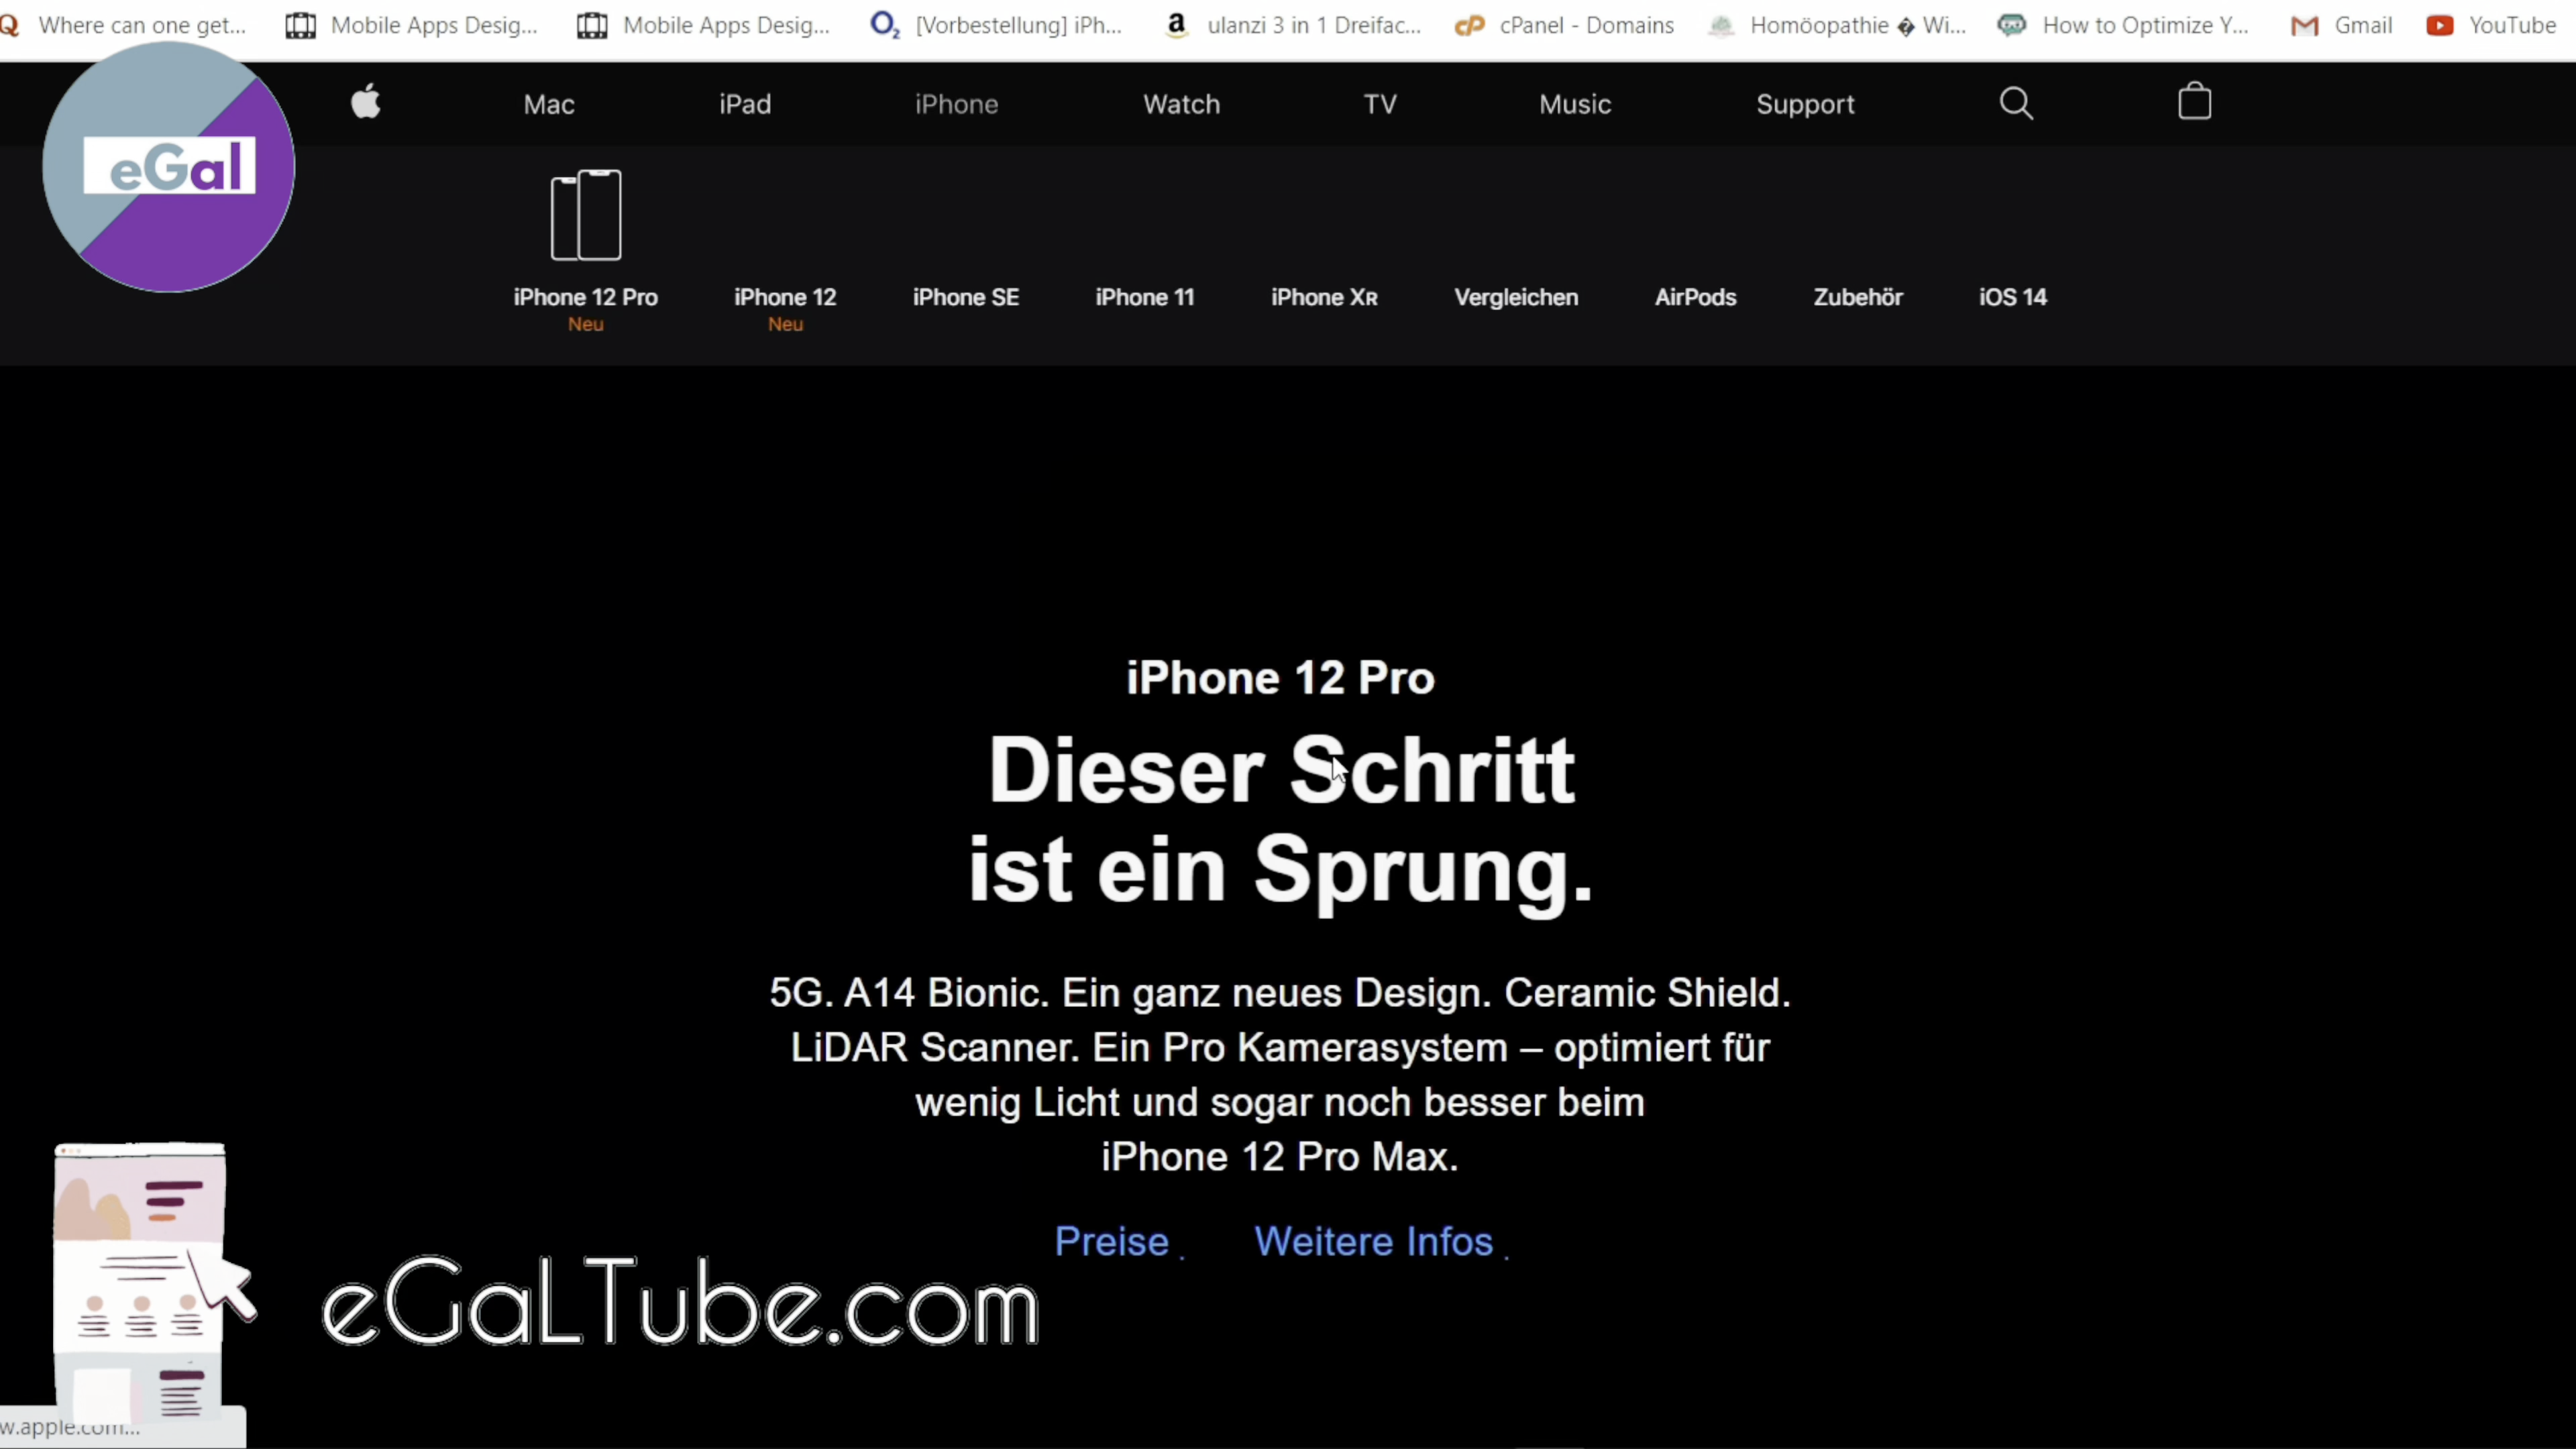 Where can one get...
Mobile Apps Desig...
Mobile Apps Desig...
O2 [Vorbestellung] iPh...
ulanzi 3 in 1 Dreifac...
cPanel - Domains
Homöopathie � Wi...
How to Optimize Y...
Gmail
YouTube
eGal
Mac
iPad
iPhone
Watch
TV
Music
Support
iPhone 12 Pro
Neu
iPhone 12
Neu
iPhone SE
iPhone 11
iPhone XR
Vergleichen
AirPods
Zubehör
iOS 14
iPhone 12 Pro
Dieser Schritt
ist ein Sprung.
5G. A14 Bionic. Ein ganz neues Design. Ceramic Shield.
LiDAR Scanner. Ein Pro Kamerasystem – optimiert für
wenig Licht und sogar noch besser beim
iPhone 12 Pro Max.
Preise .
Weitere Infos .
eGaLTube.com
w.apple.com...